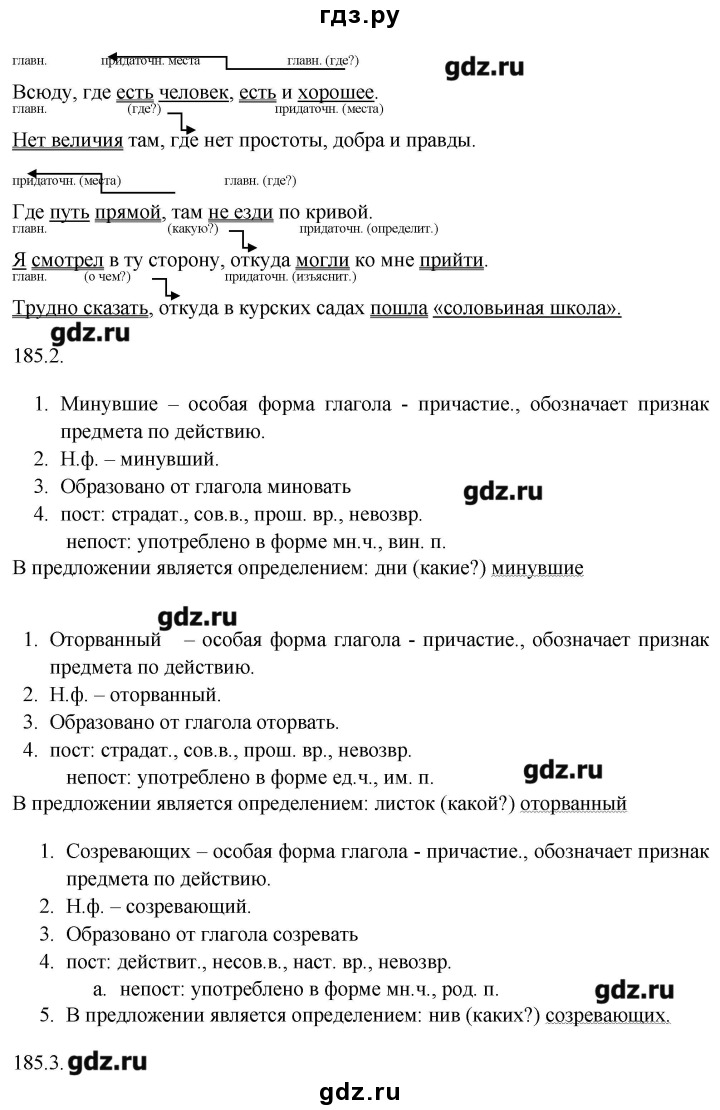 гдз.ру
главн. придаточн. места главн. (где?)
gdz.ru
Всюду, где есть человек, есть и хорошее.
главн. (где?) придаточн. (места)
Нет величия там, где нет простоты, добра и правды.
придаточн. (места) главн. (где?)
Где путь прямой, там не езди по кривой.
главн. (какую?) придаточн. (определит.)
Я смотрел в ту сторону, откуда могли ко мне прийти.
главн. (о чем?) придаточн. (изъяснит.)
Трудно сказать, откуда в курских садах пошла «соловьиная школа».
gdz.ru
185.2.
1. Минувшие – особая форма глагола - причастие., обозначает признак
предмета по действию.
2. Н.ф. – минувший.
3. Образовано от глагола миновать
gdz.ru
4. пост: страдат., сов.в., прош. вр., невозвр.
непост: употреблено в форме мн.ч., вин. п.
В предложении является определением: дни (какие?) минувшие
gdz.ru
1. Оторванный – особая форма глагола - причастие., обозначает признак
предмета по действию.
2. Н.ф. – оторванный.
3. Образовано от глагола оторвать.
4. пост: страдат., сов.в., прош. вр., невозвр.
непост: употреблено в форме ед.ч., им. п.
gdz.ru
В предложении является определением: листок (какой?) оторванный
1. Созревающих – особая форма глагола - причастие., обозначает признак
предмета по действию.
2. Н.ф. – созревающий.
3. Образовано от глагола созревать
4. пост: действит., несов.в., наст. вр., невозвр.
a. непост: употреблено в форме мн.ч., род. п.
gdz.ru
5. В предложении является определением: нив (каких?) созревающих.
185.3. gdz.ru
gdz.ru